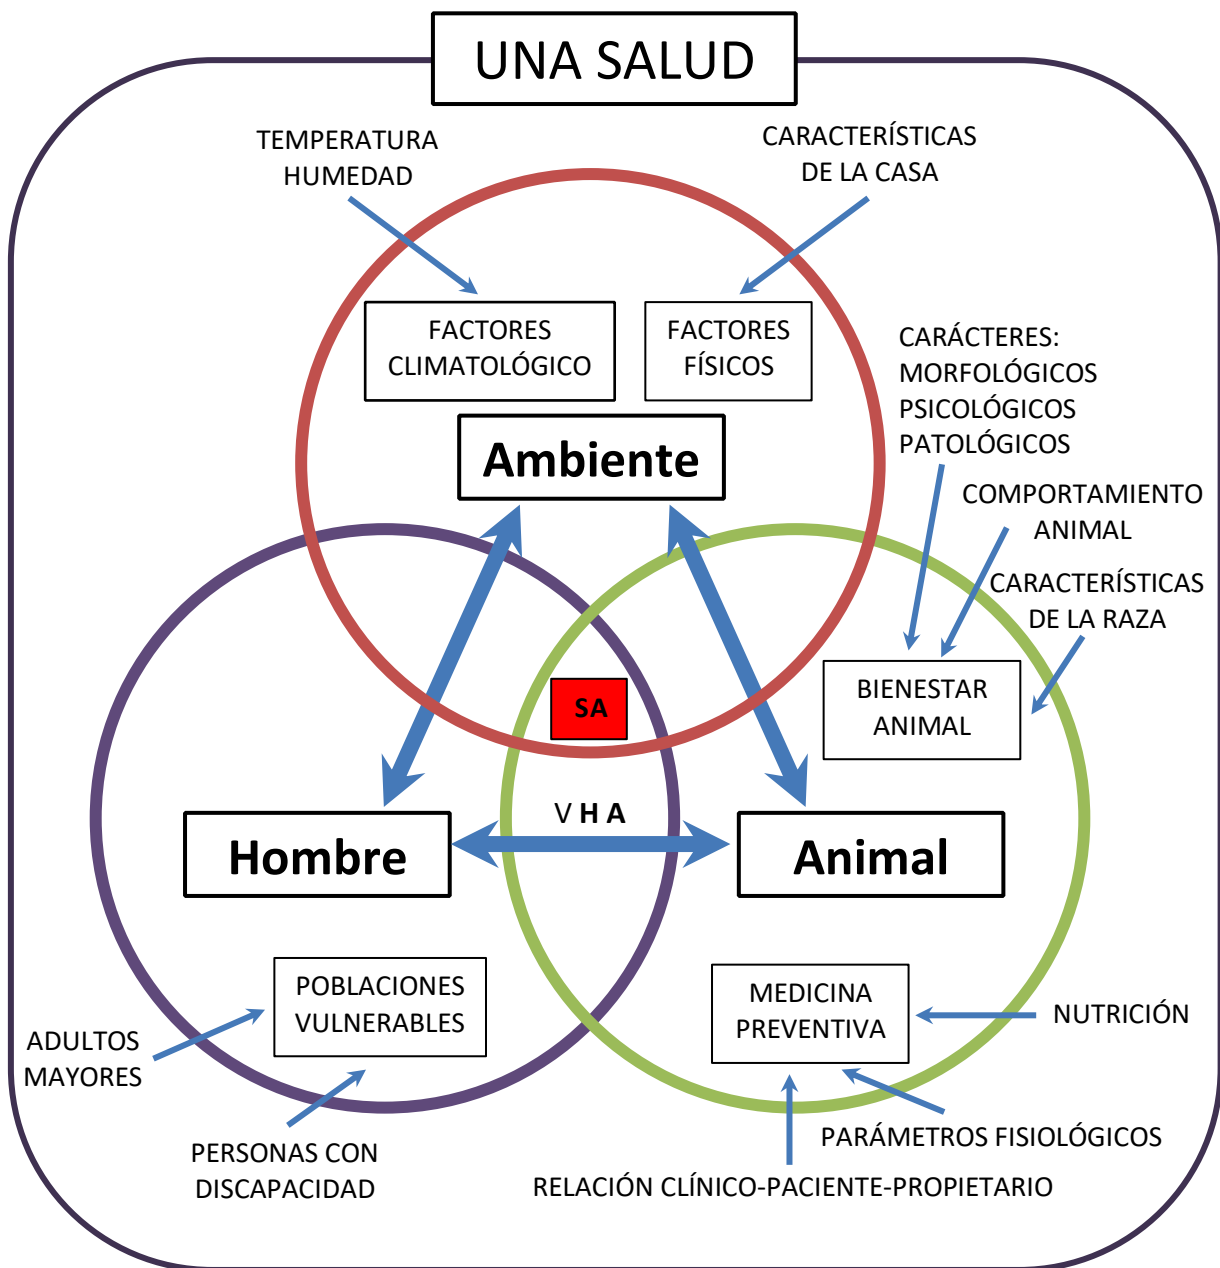 UNA SALUD
TEMPERATURA
HUMEDAD
CARACTERÍSTICAS
DE LA CASA
FACTORES
CLIMATOLÓGICO
FACTORES
FÍSICOS
CARÁCTERES:
MORFOLÓGICOS
PSICOLÓGICOS
PATOLÓGICOS
Ambiente
COMPORTAMIENTO
ANIMAL
CARACTERÍSTICAS
DE LA RAZA
BIENESTAR
ANIMAL
SA
V H A
Hombre
Animal
POBLACIONES
VULNERABLES
MEDICINA
PREVENTIVA
NUTRICIÓN
ADULTOS
MAYORES
PARÁMETROS FISIOLÓGICOS
PERSONAS CON
DISCAPACIDAD
RELACIÓN CLÍNICO-PACIENTE-PROPIETARIO